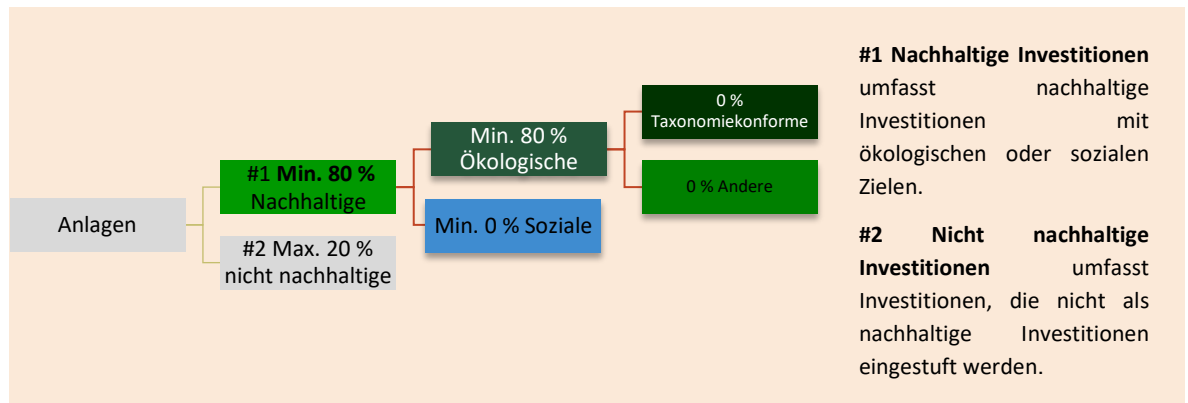 Anlagen
#1 Min. 80 %
Nachhaltige
#2 Max. 20 %
nicht nachhaltige
Min. 80 %
Ökologische
Min. 0 % Soziale
0 %
Taxonomiekonforme
0 % Andere
#1 Nachhaltige Investitionen
umfasst nachhaltige
Investitionen mit
ökologischen oder sozialen
Zielen.
#2 Nicht nachhaltige
Investitionen umfasst
Investitionen, die nicht als
nachhaltige Investitionen
eingestuft werden.